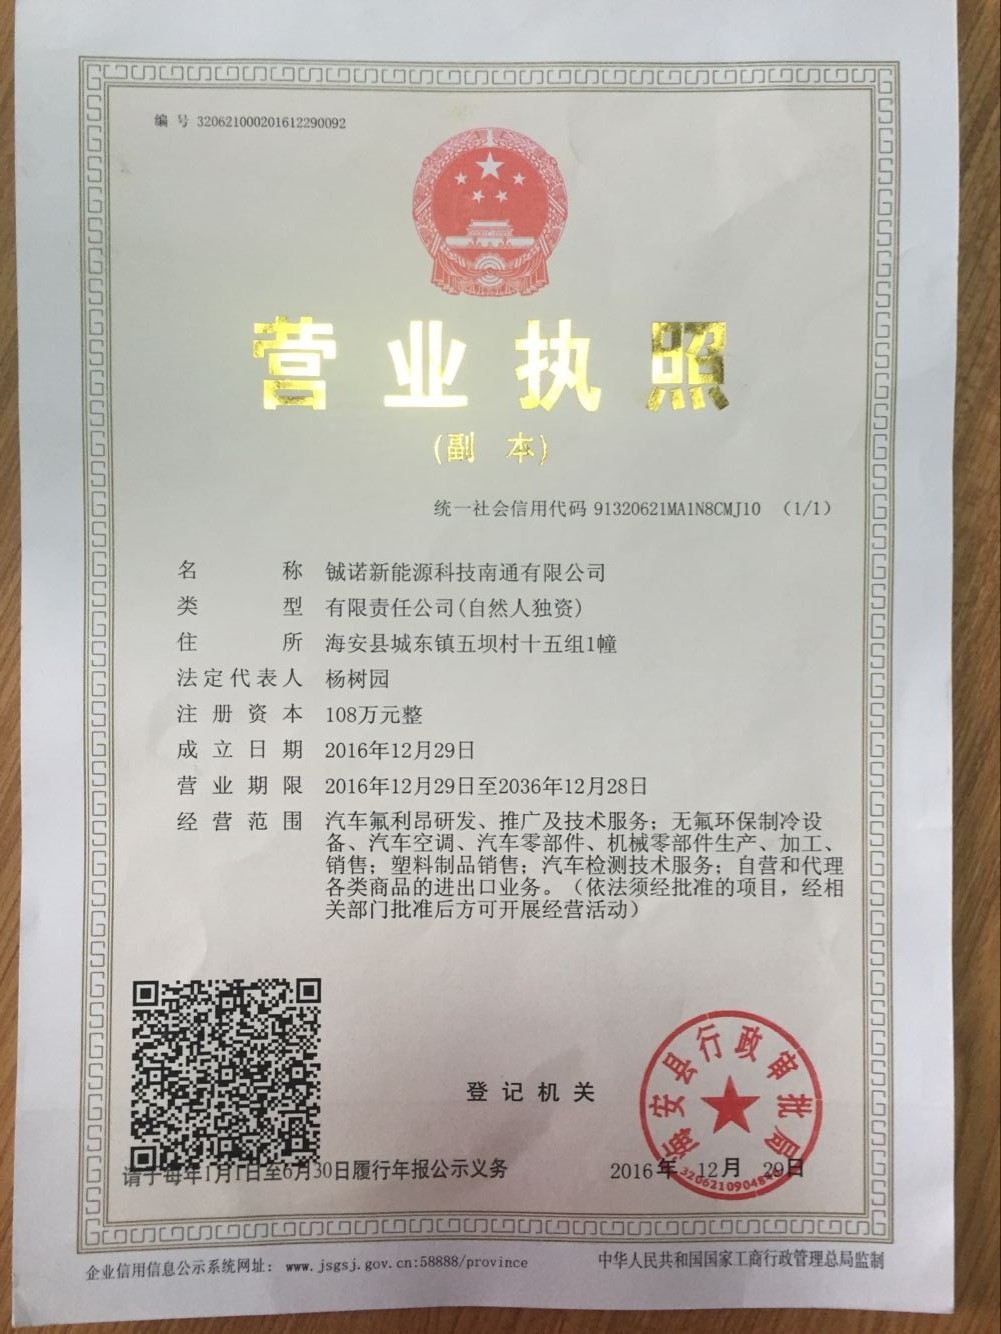 编 号 320621000201612290092
营业执照
(副 本)
统一社会信用代码 91320621MA1N8CMJ10 （1/1）
名 称 铖诺新能源科技南通有限公司
类 型 有限责任公司(自然人独资)
住 所 海安县城东镇五坝村十五组1幢
法定代表人 杨树园
注册资本 108万元整
成立日期 2016年12月29日
营业期限 2016年12月29日至2036年12月28日
经营范围 汽车氟利昂研发、推广及技术服务；无氟环保制冷设
备、汽车空调、汽车零部件、机械零部件生产、加工、
销售；塑料制品销售；汽车检测技术服务；自营和代理
各类商品的进出口业务。（依法须经批准的项目，经相
关部门批准后方可开展经营活动）
登记机关
海安县行政审批局
请于每年1月1日至6月30日履行年报公示义务
2016年 12月 29日
企业信用信息公示系统网址： www.jsgsj.gov.cn:58888/province
中华人民共和国国家工商行政管理总局监制